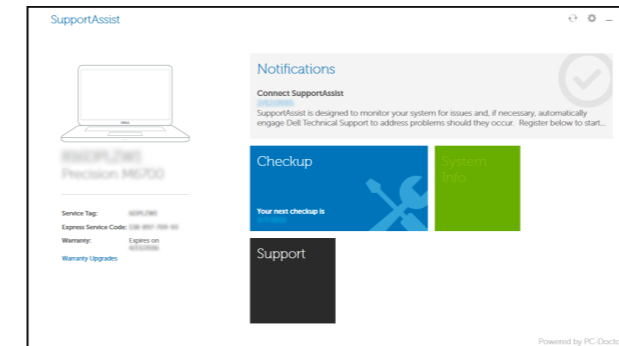 SupportAssist
Notifications
Connect SupportAssist
SupportAssist is designed to monitor your system for issues and, if necessary, automatically
engage Dell Technical Support to address problems should they occur. Register below to start...
Precision M6700
Checkup
System
Info
Service Tag:
Express Service Code:
Warranty: Expires on
Warranty Upgrades
Your next checkup is
Support
Powered by PC-Docto